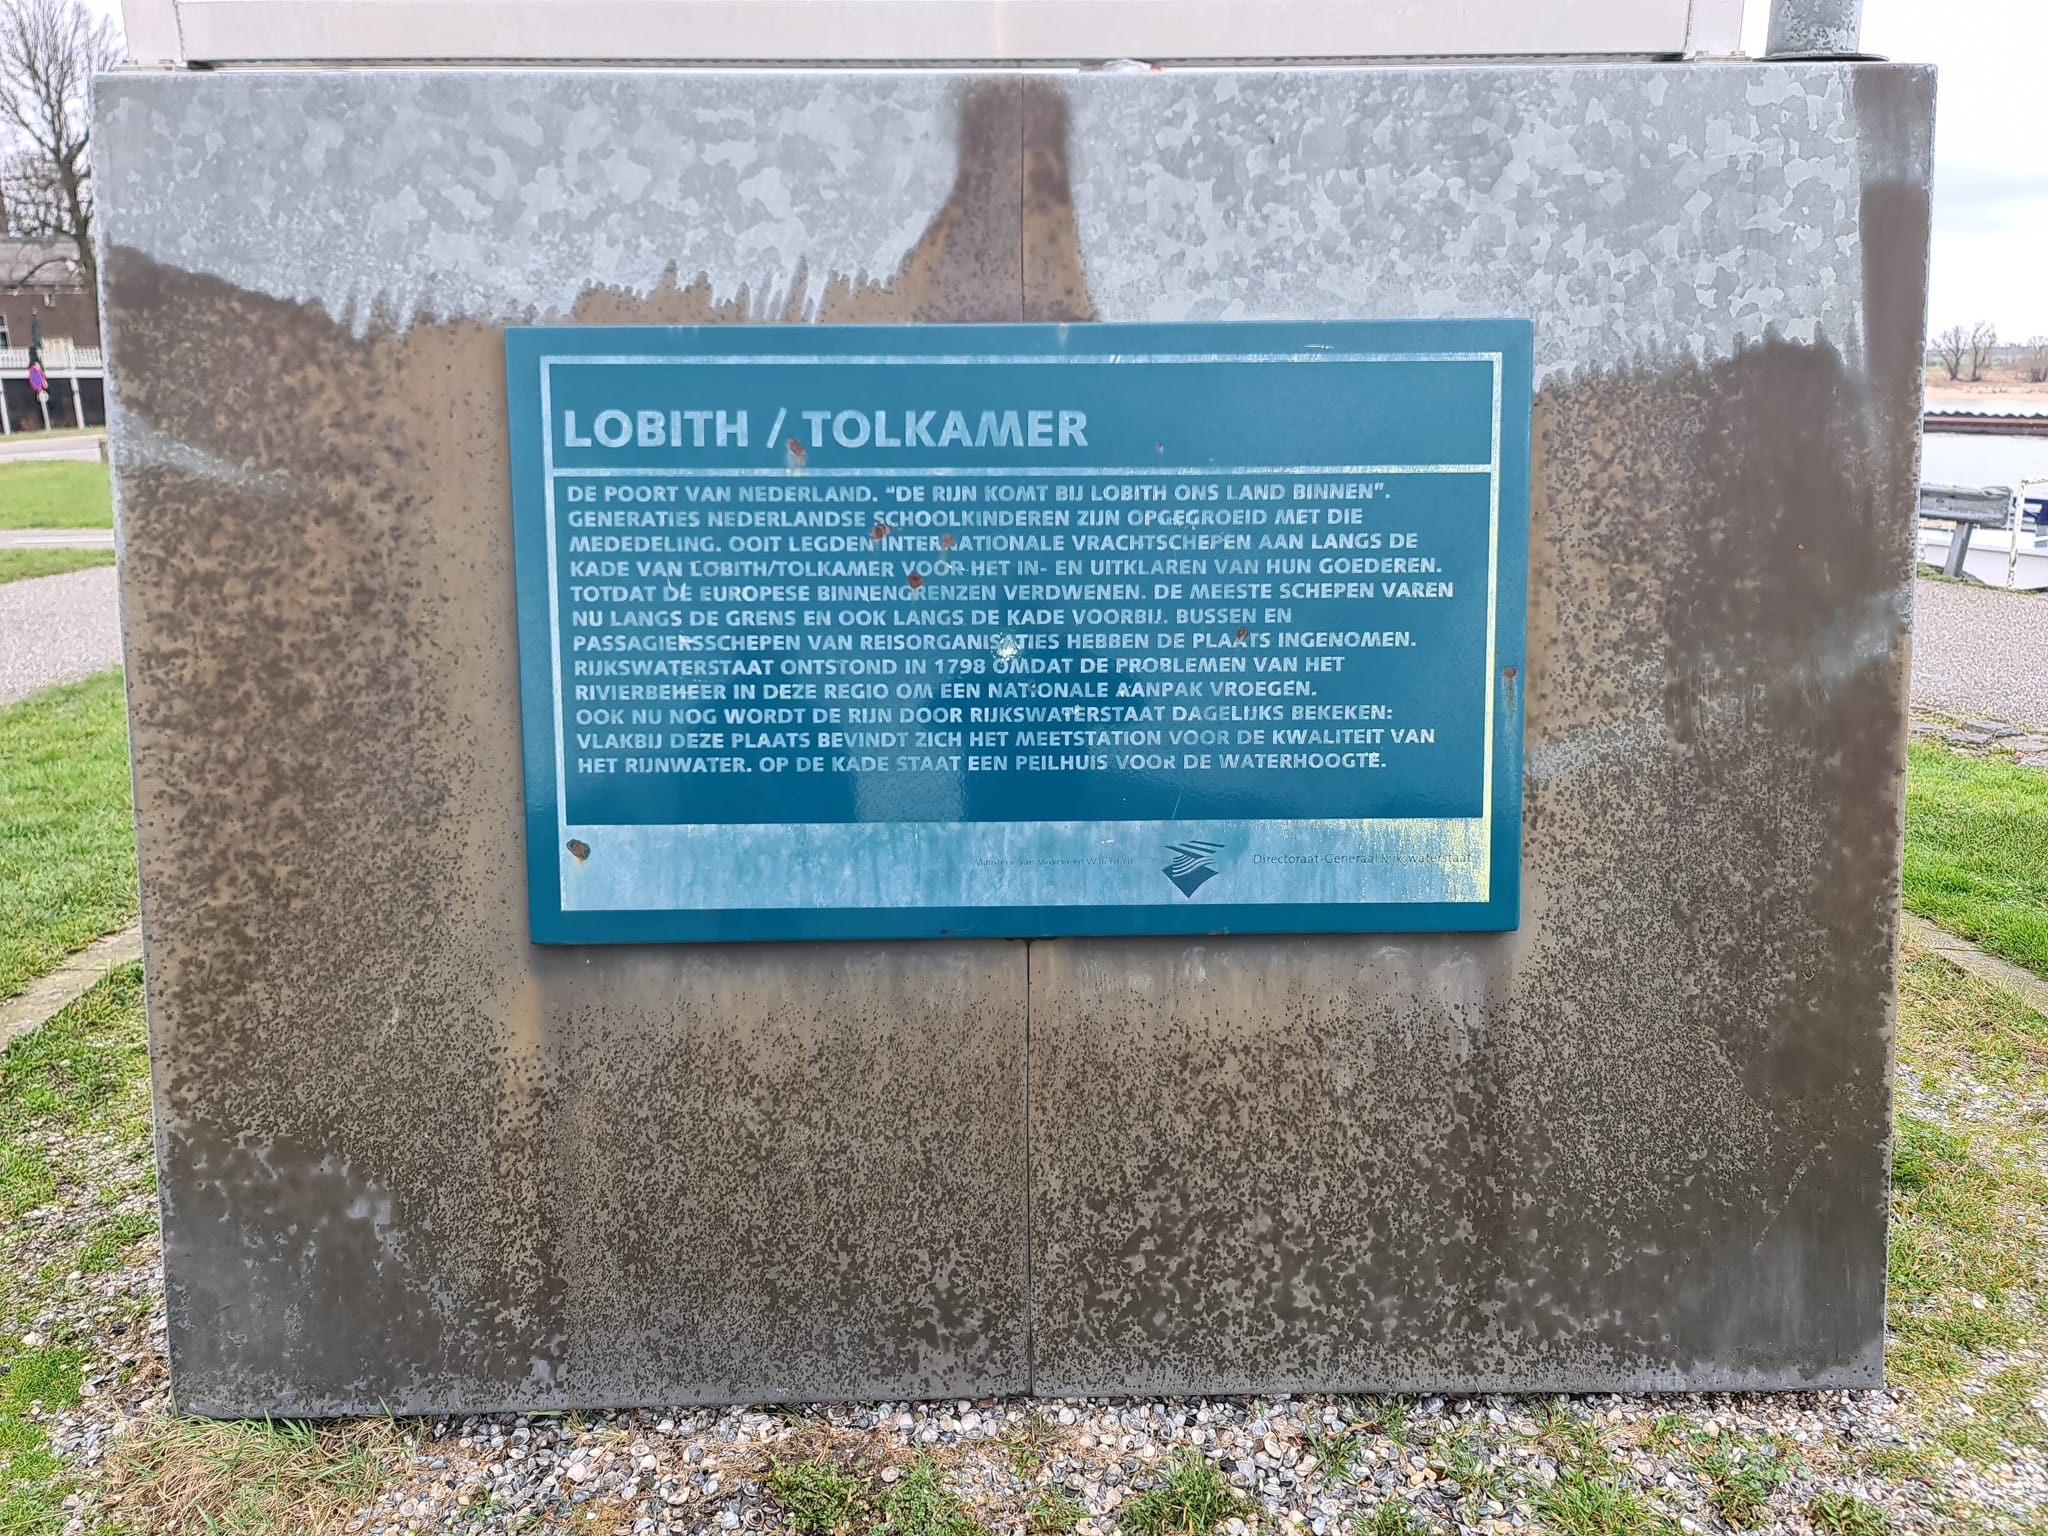 LOBITH / TOLKAMER
DE POORT VAN NEDERLAND. "DE RIJN KOMT BIJ LOBITH ONS LAND BINNEN".
GENERATIES NEDERLANDSE SCHOOLKINDEREN ZIJN OPGEGROEID MET DIE
MEDEDELING. OOIT LEGDEN INTERNATIONALE VRACHTSCHEPEN AAN LANGS DE
KADE VAN LOBITH/TOLKAMER VOOR HET IN- EN UITKLAREN VAN HUN GOEDEREN.
TOTDAT DE EUROPESE BINNENGRENZEN VERDWENEN. DE MEESTE SCHEPEN VAREN
NU LANGS DE GRENS EN OOK LANGS DE KADE VOORBIJ. BUSSEN EN
PASSAGIERSSCHEPEN VAN REISORGANISATIES HEBBEN DE PLAATS INGENOMEN.
RIJKSWATERSTAAT ONTSTOND IN 1798 OMDAT DE PROBLEMEN VAN HET
RIVIERBEHEER IN DEZE REGIO OM EEN NATIONALE AANPAK VROEGEN.
OOK NU NOG WORDT DE RIJN DOOR RIJKSWATERSTAAT DAGELIJKS BEKEKEN:
VLAKBIJ DEZE PLAATS BEVINDT ZICH HET MEETSTATION VOOR DE KWALITEIT VAN
HET RIJNWATER. OP DE KADE STAAT EEN PEILHUIS VOOR DE WATERHOOGTE.
Ministerie van Verkeer en Waterstaat
Directoraat-Generaal Rijkswaterstaat